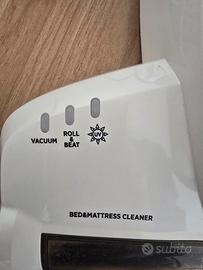 VACUUM
ROLL
&
BEAT
UV
BED&MATTRESS CLEANER
subito